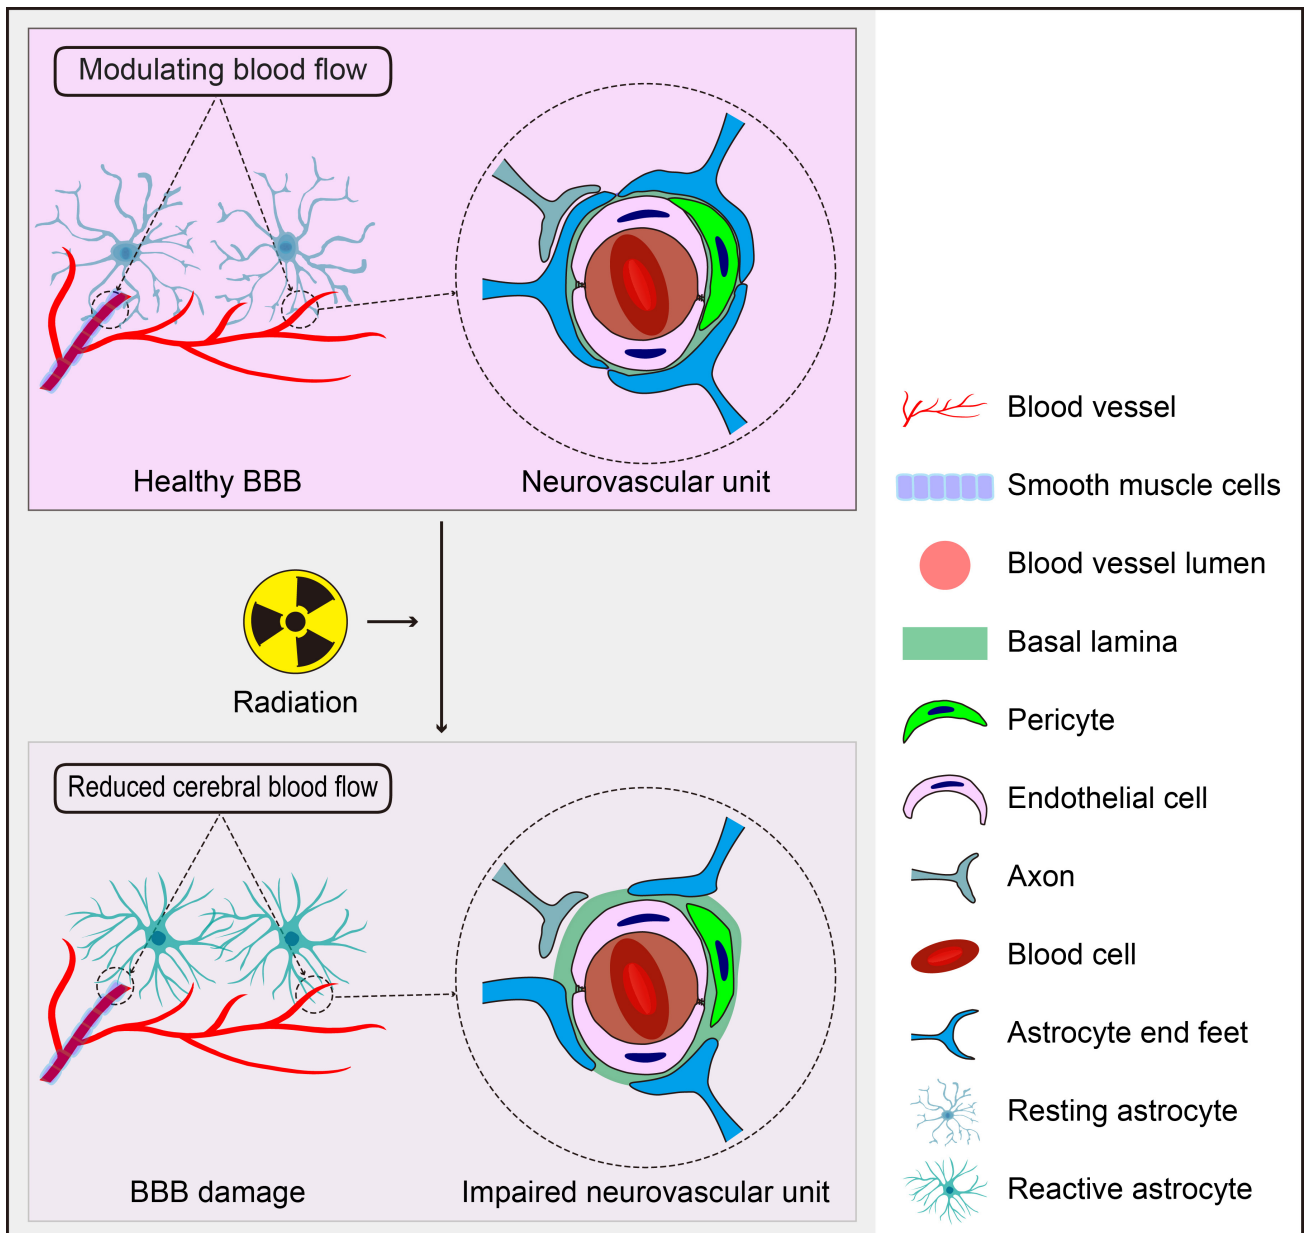 Modulating blood flow
Healthy BBB
Neurovascular unit
Radiation
Reduced cerebral blood flow
BBB damage
Impaired neurovascular unit
Blood vessel
Smooth muscle cells
Blood vessel lumen
Basal lamina
Pericyte
Endothelial cell
Axon
Blood cell
Astrocyte end feet
Resting astrocyte
Reactive astrocyte